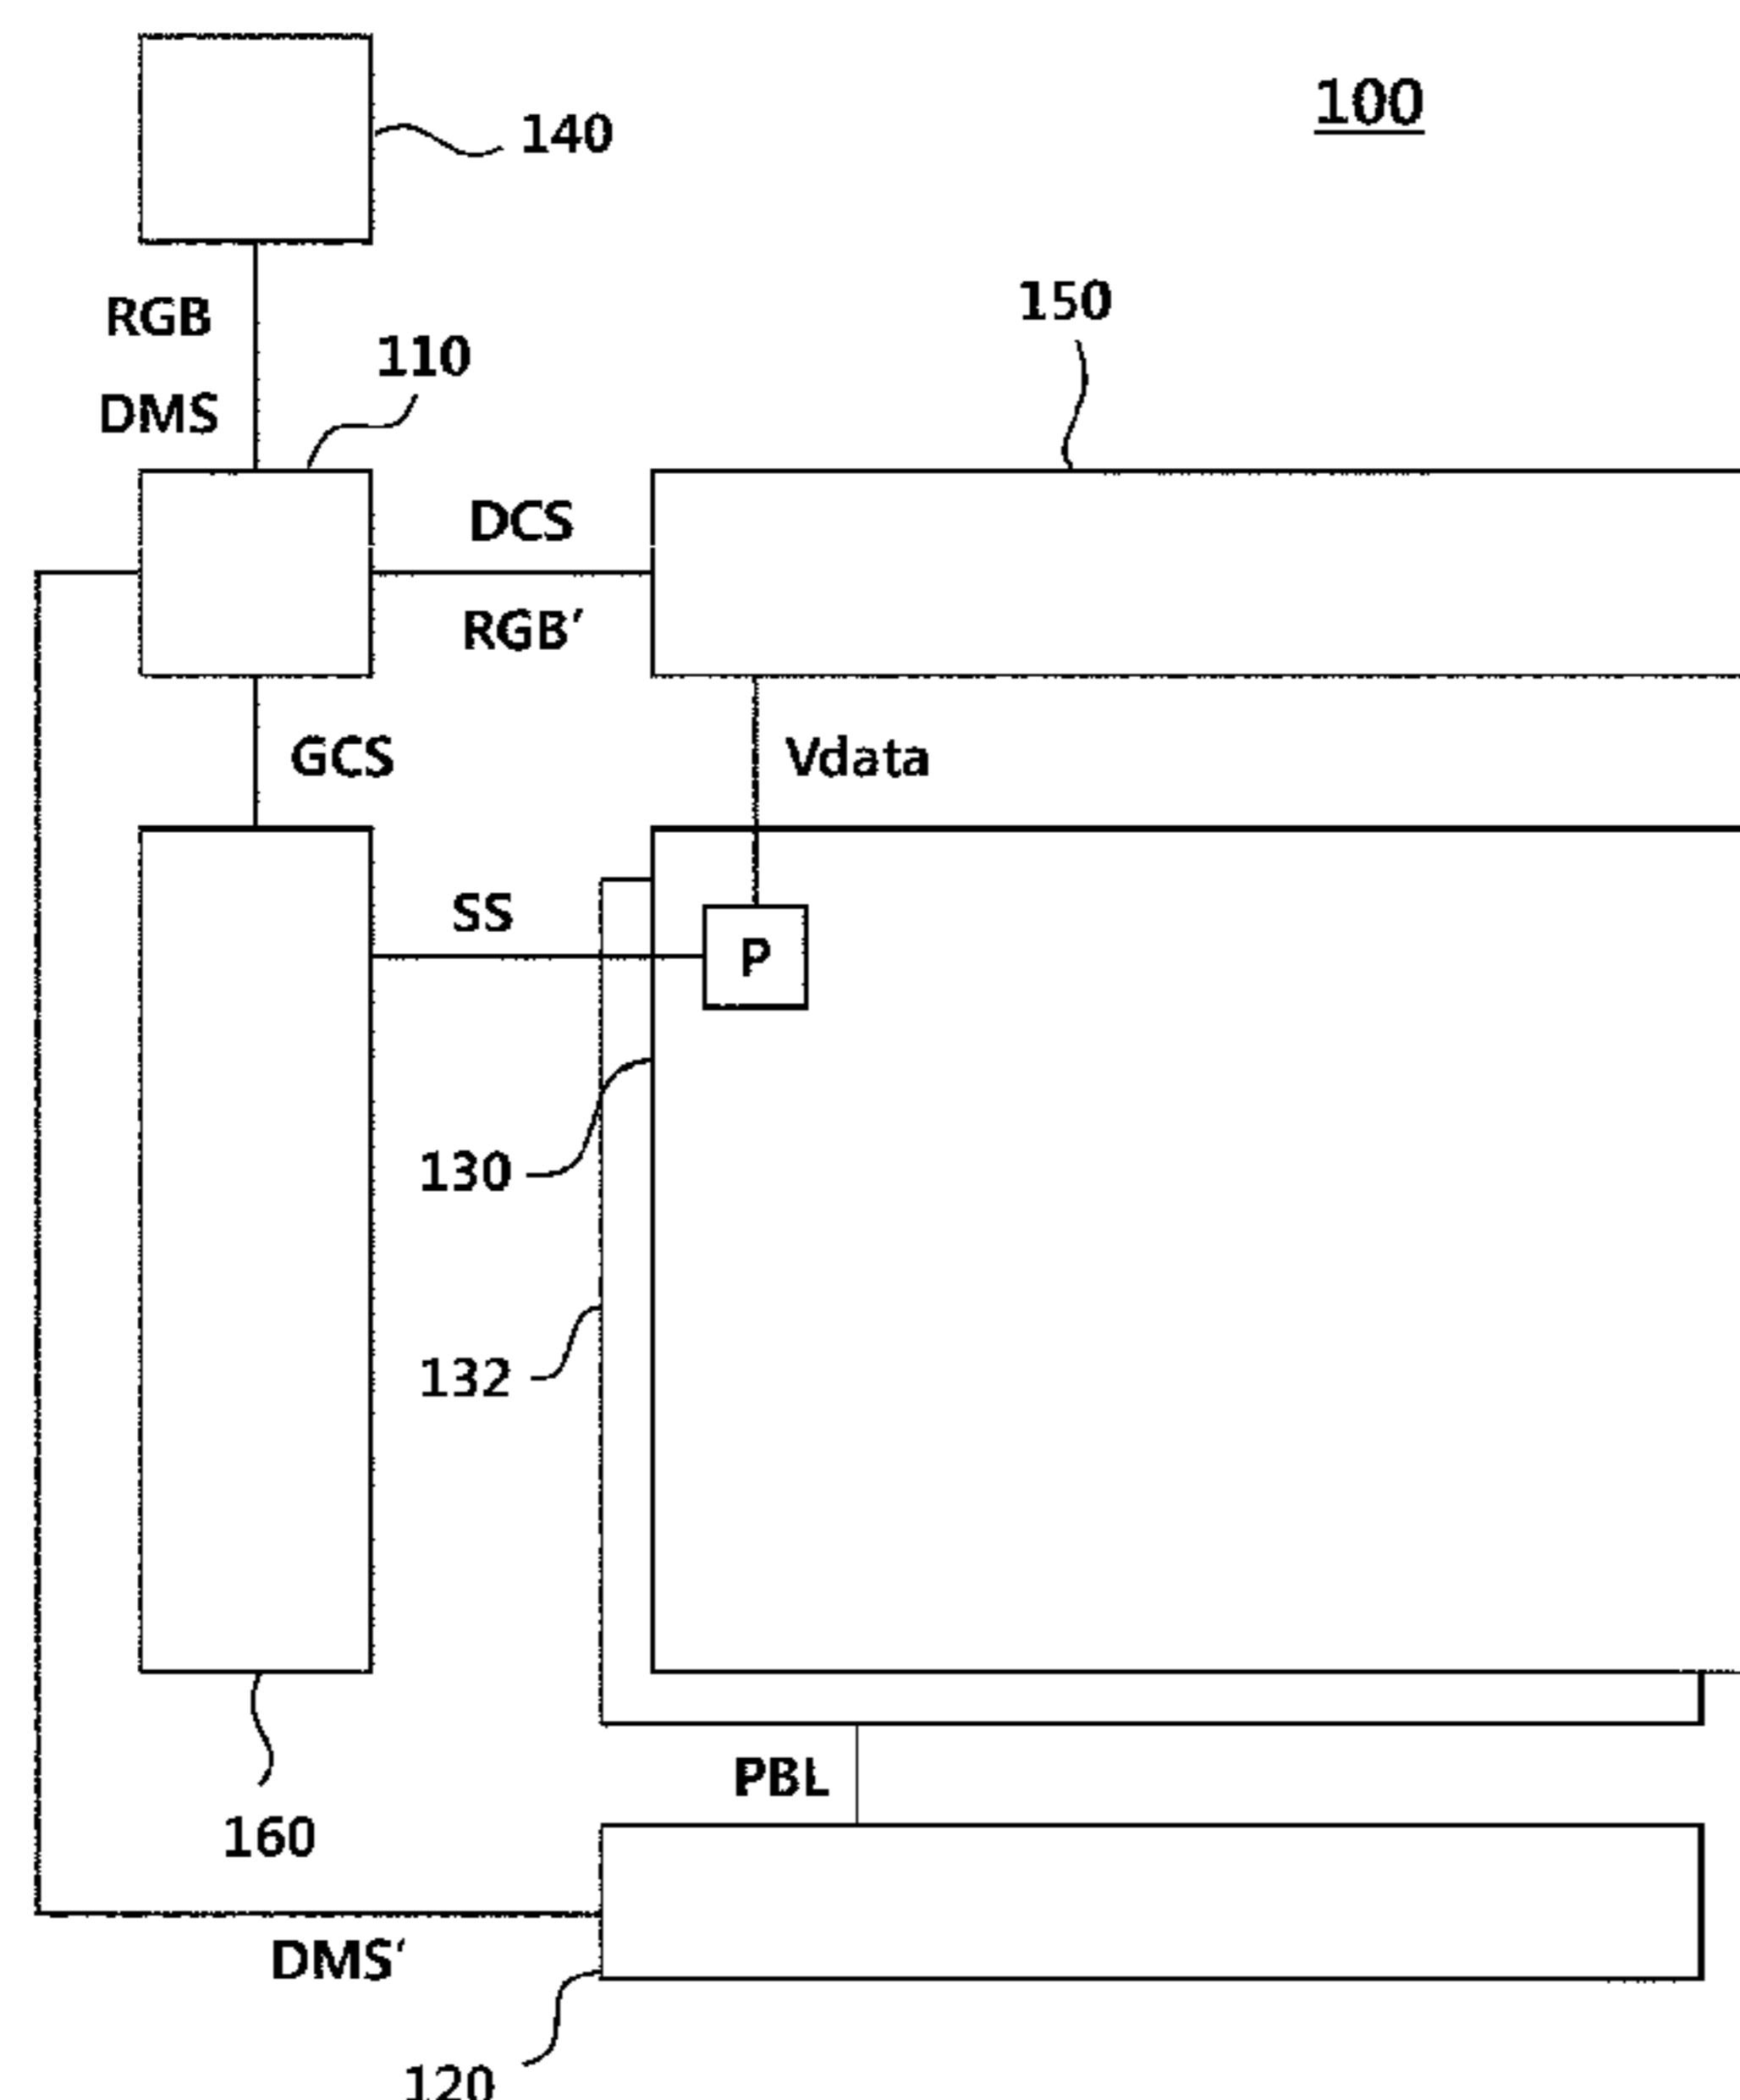 100
140
RGB
150
110
DMS
DCS
RGB′
GCS
Vdata
SS
P
130
132
PBL
160
DMS′
120